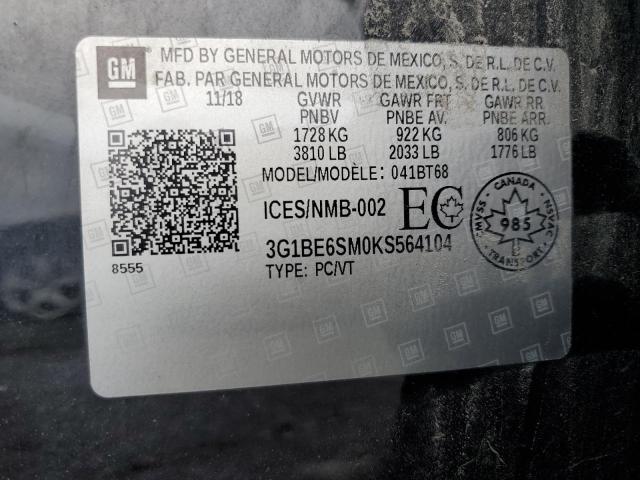 GM
MFD BY GENERAL MOTORS DE MEXICO, S. DE R.L. DE C.V.
FAB. PAR GENERAL MOTORS DE MEXICO, S. DE R.L. DE C.V.
11/18 GVWR GAWR FRT GAWR RR
PNBV PNBE AV. PNBE ARR.
1728 KG 922 KG 806 KG
3810 LB 2033 LB 1776 LB
MODEL/MODÈLE: 041BT68
ICES/NMB-002 EC
CANADA
MVSS NSVAC
985
TRANSPORT
3G1BE6SM0KS564104
8555 TYPE: PC/VT